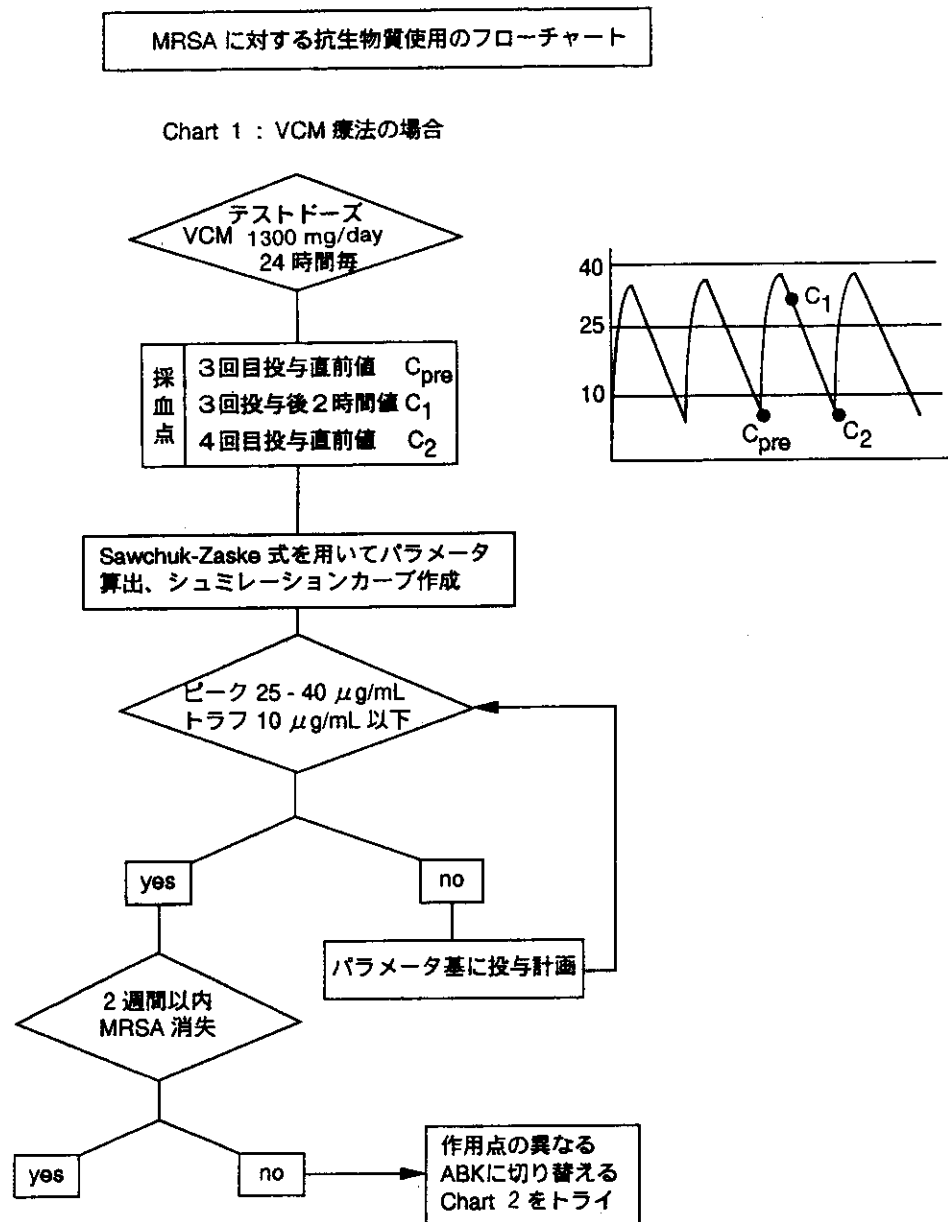 MRSA に対する抗生物質使用のフローチャート
Chart 1 : VCM 療法の場合
テストドーズ
VCM 1300 mg/day
24 時間毎
採血点
3回目投与直前値 Cpre
3回投与後2時間値 C1
4回目投与直前値 C2
40
25
10
C1
Cpre
C2
Sawchuk-Zaske 式を用いてパラメータ
算出、シュミレーションカーブ作成
ピーク 25 - 40 μg/mL
トラフ 10 μg/mL 以下
yes
no
パラメータ基に投与計画
2 週間以内
MRSA 消失
yes
no
作用点の異なる
ABKに切り替える
Chart 2 をトライ